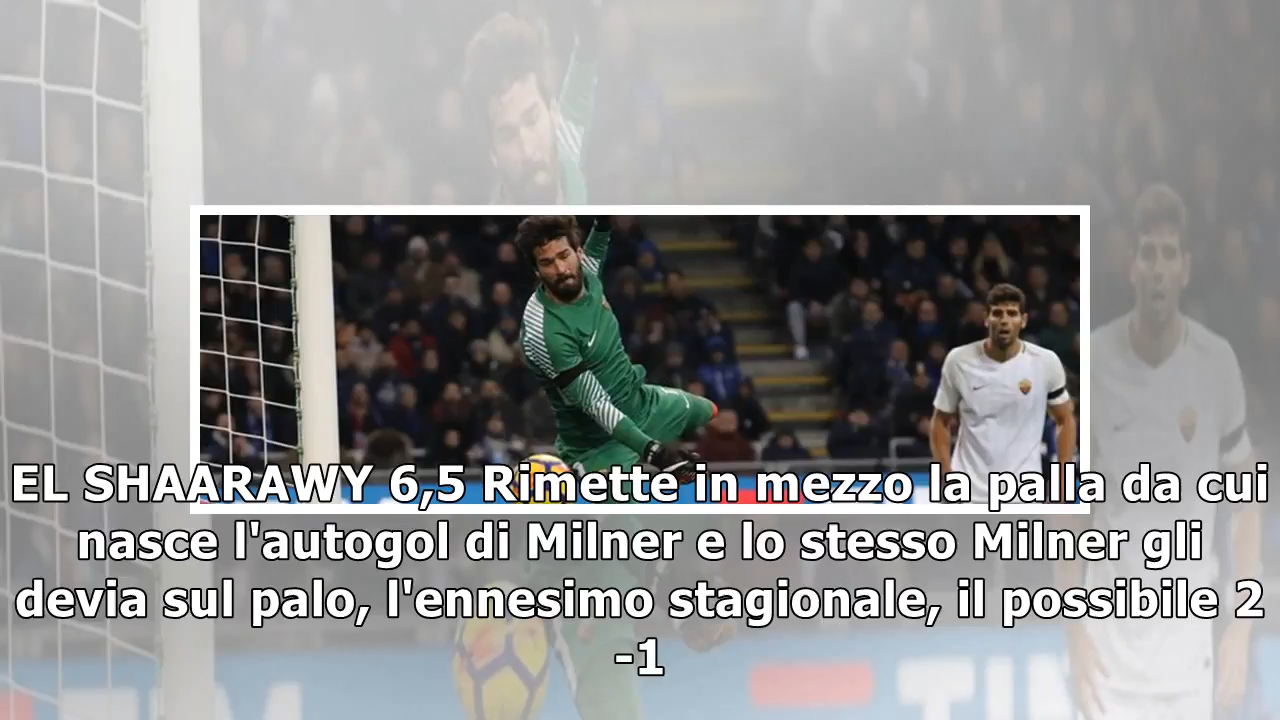 EL SHAARAWY 6,5 Rimette in mezzo la palla da cui
nasce l'autogol di Milner e lo stesso Milner gli
devia sul palo, l'ennesimo stagionale, il possibile 2
-1